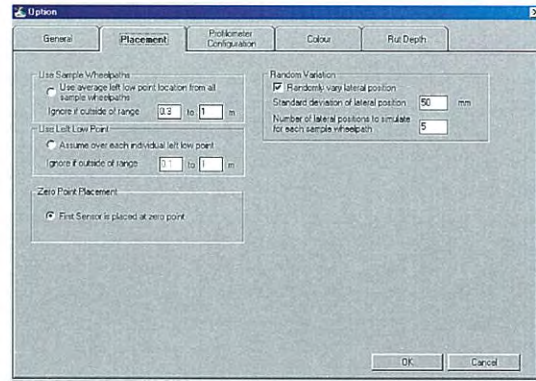 Option
General
Placement
Profilometer
Configuration
Colour
Rut Depth
Use Sample Wheelpaths
Use average left low point location from all
sample wheelpaths
Ignore if outside of range 0.3 to 1 m
Use Left Low Point
Assume over each individual left low point
Ignore if outside of range 0.1 to 1 m
Zero Point Placement
First Sensor is placed at zero point
Random Variation
Randomly vary lateral position
Standard deviation of lateral position 50 mm
Number of lateral positions to simulate
for each sample wheelpath 5
OK
Cancel